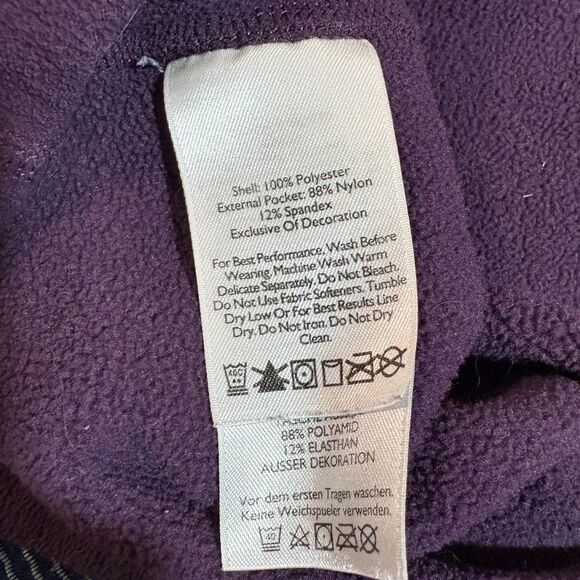 Shell: 100% Polyester
External Pocket: 88% Nylon
12% Spandex
Exclusive Of Decoration
For Best Performance, Wash Before
Wearing, Machine Wash Warm
Delicate Separately, Do Not Bleach,
Do Not Use Fabric Softeners, Tumble
Dry Low Or For Best Results Line
Dry, Do Not Iron, Do Not Dry
Clean.
40C
88% POLYAMID
12% ELASTHAN
AUSSER DEKORATION
Vor dem ersten Tragen waschen.
Keine Weichspueler verwenden.
40